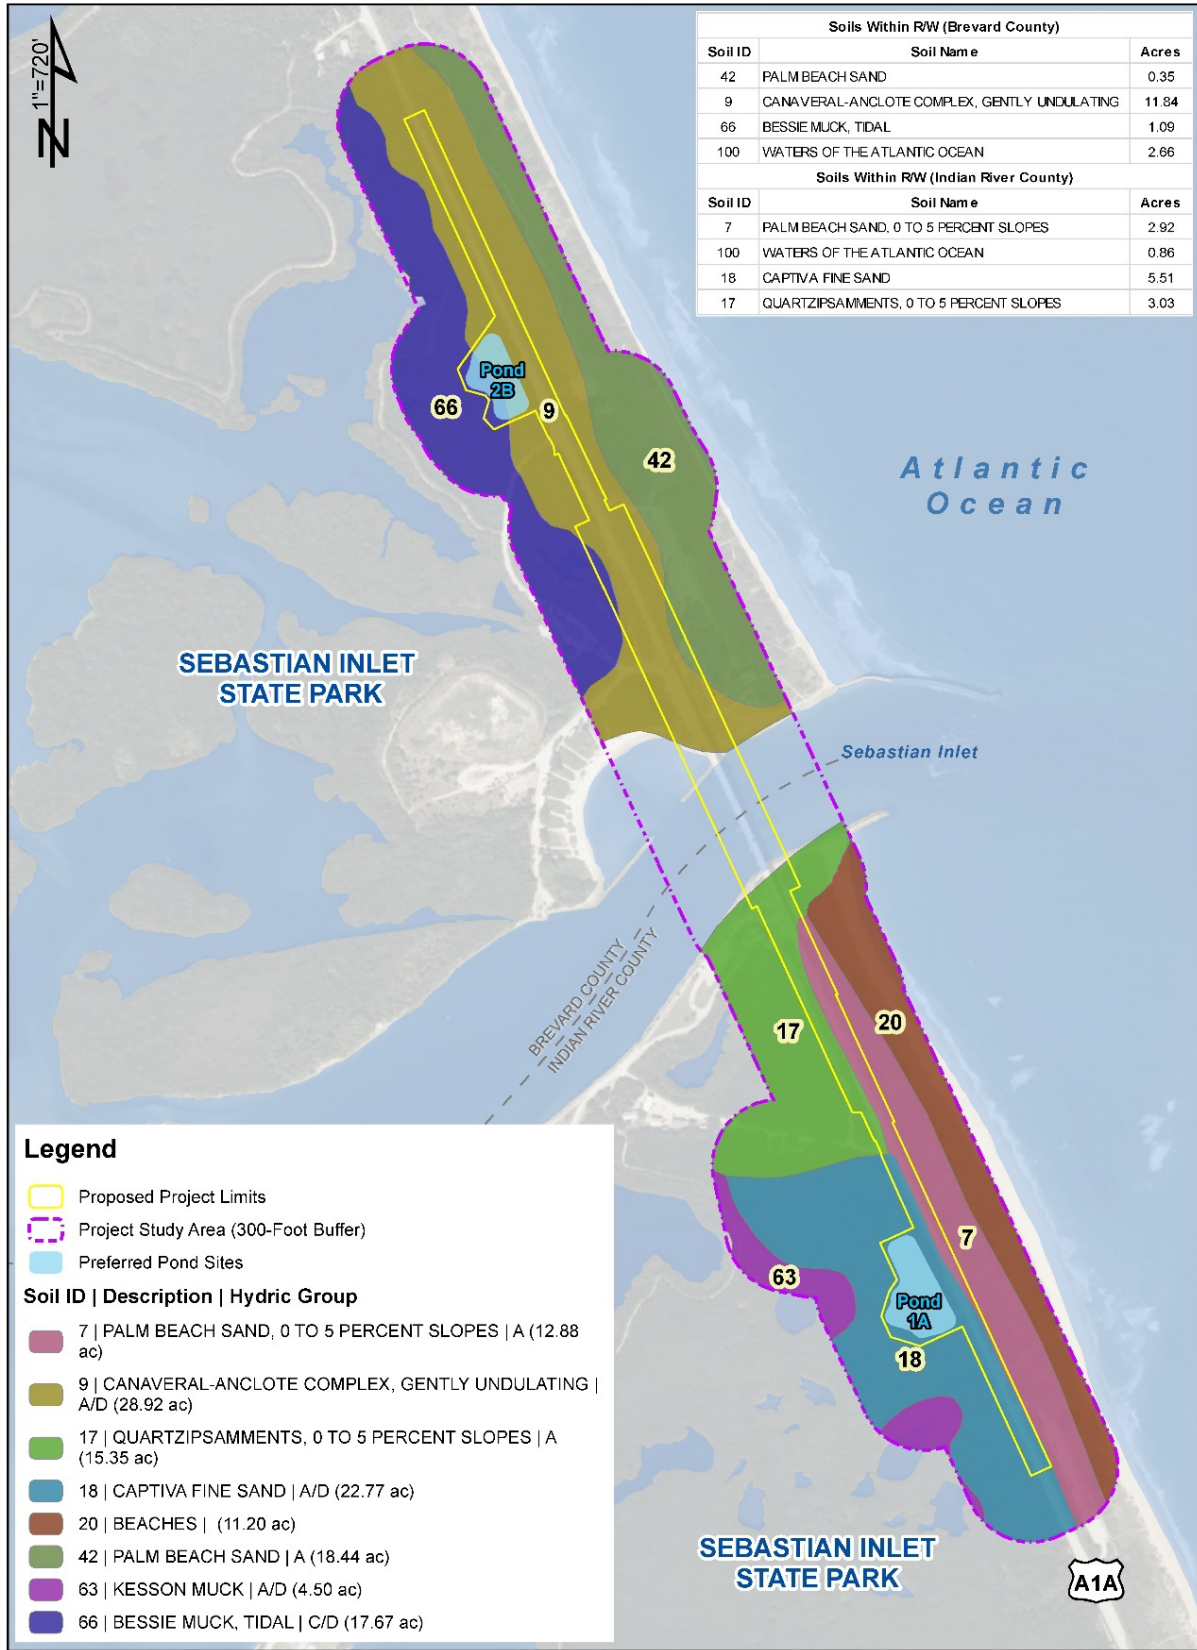 1"=720'
N
Soils Within R/W (Brevard County)
Soil ID Soil Name Acres
42 PALM BEACH SAND 0.35
9 CANAVERAL-ANCLOTE COMPLEX, GENTLY UNDULATING 11.84
66 BESSIE MUCK, TIDAL 1.09
100 WATERS OF THE ATLANTIC OCEAN 2.66
Soils Within R/W (Indian River County)
Soil ID Soil Name Acres
7 PALM BEACH SAND, 0 TO 5 PERCENT SLOPES 2.92
100 WATERS OF THE ATLANTIC OCEAN 0.86
18 CAPTIVA FINE SAND 5.51
17 QUARTZIPSAMMENTS, 0 TO 5 PERCENT SLOPES 3.03
Pond
2B
66
9
42
Atlantic
Ocean
SEBASTIAN INLET
STATE PARK
Sebastian Inlet
BREVARD COUNTY
INDIAN RIVER COUNTY
17
20
7
63
Pond
1A
18
SEBASTIAN INLET
STATE PARK
A1A
Legend
Proposed Project Limits
Project Study Area (300-Foot Buffer)
Preferred Pond Sites
Soil ID | Description | Hydric Group
7 | PALM BEACH SAND, 0 TO 5 PERCENT SLOPES | A (12.88
ac)
9 | CANAVERAL-ANCLOTE COMPLEX, GENTLY UNDULATING |
A/D (28.92 ac)
17 | QUARTZIPSAMMENTS, 0 TO 5 PERCENT SLOPES | A
(15.35 ac)
18 | CAPTIVA FINE SAND | A/D (22.77 ac)
20 | BEACHES | (11.20 ac)
42 | PALM BEACH SAND | A (18.44 ac)
63 | KESSON MUCK | A/D (4.50 ac)
66 | BESSIE MUCK, TIDAL | C/D (17.67 ac)